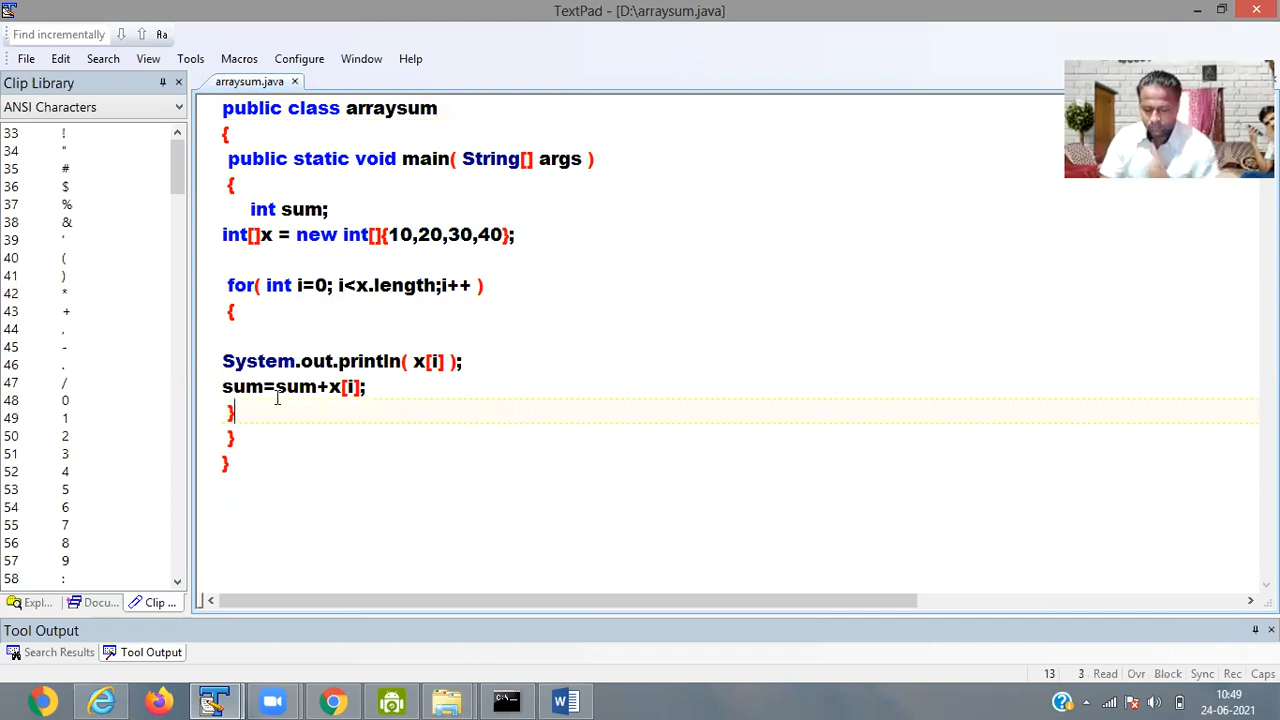 TextPad - [D:\arraysum.java]
Find incrementally
Aa
File Edit Search View Tools Macros Configure Window Help
Clip Library
arraysum.java
ANSI Characters
33 !
34 "
35 #
36 $
37 %
38 &
39 '
40 (
41 )
42 *
43 +
44 ,
45 -
46 .
47 /
48 0
49 1
50 2
51 3
52 4
53 5
54 6
55 7
56 8
57 9
58 :
public class arraysum
{
public static void main( String[] args )
{
int sum;
int[]x = new int[]{10,20,30,40};
for( int i=0; i<x.length;i++ )
{
System.out.println( x[i] );
sum=sum+x[i];
}
}
}
Expl... Docu... Clip ...
Tool Output
Search Results Tool Output
13 3 Read Ovr Block Sync Rec Caps
10:49
24-06-2021